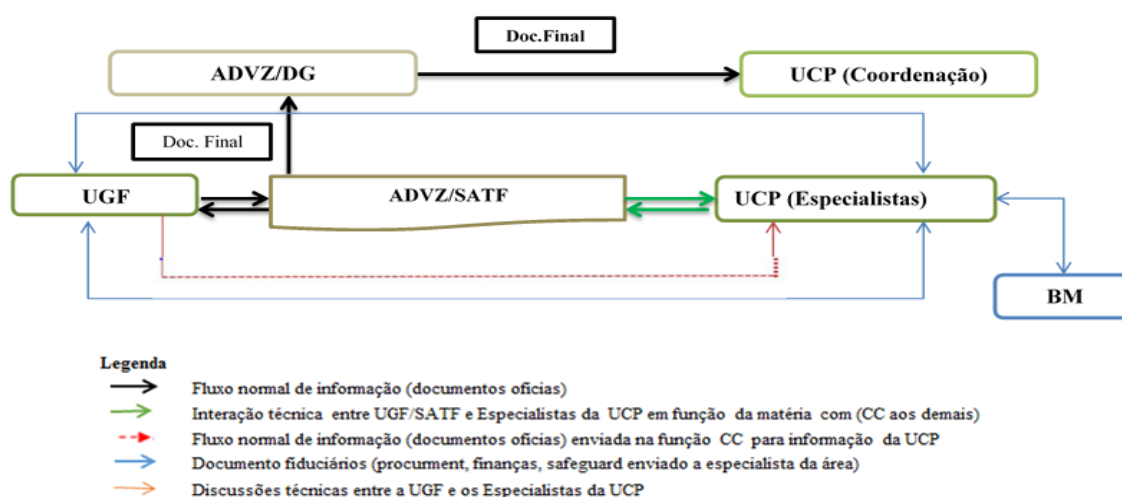 Doc.Final
ADVZ/DG
UCP (Coordenação)
Doc. Final
UGF
ADVZ/SATF
UCP (Especialistas)
BM
Legenda
Fluxo normal de informação (documentos ofícias)
Interação técnica entre UGF/SATF e Especialistas da UCP em função da matéria com (CC aos demais)
Fluxo normal de informação (documentos ofícias) enviada na função CC para informação da UCP
Documento fiduciários (procurment, finanças, safeguard enviado a especialista da área)
Discussões técnicas entre a UGF e os Especialistas da UCP